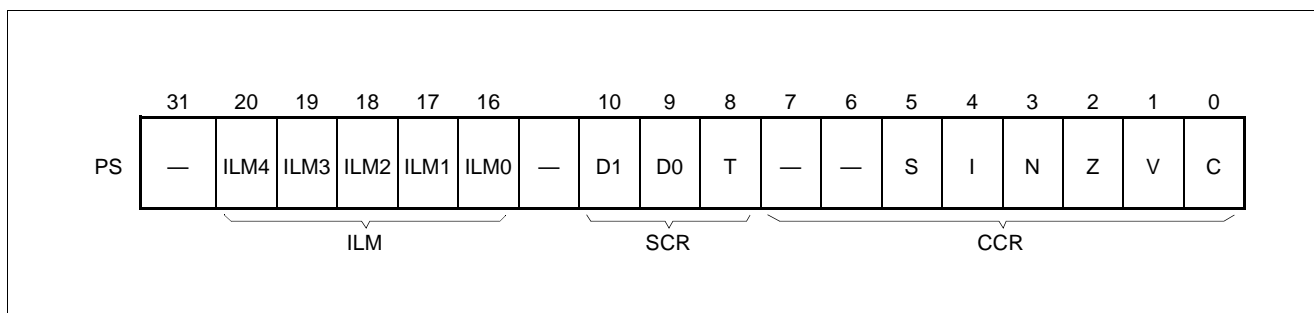 31 20 19 18 17 16 10 9 8 7 6 5 4 3 2 1 0
PS — ILM4 ILM3 ILM2 ILM1 ILM0 — D1 D0 T — — S I N Z V C
ILM SCR CCR